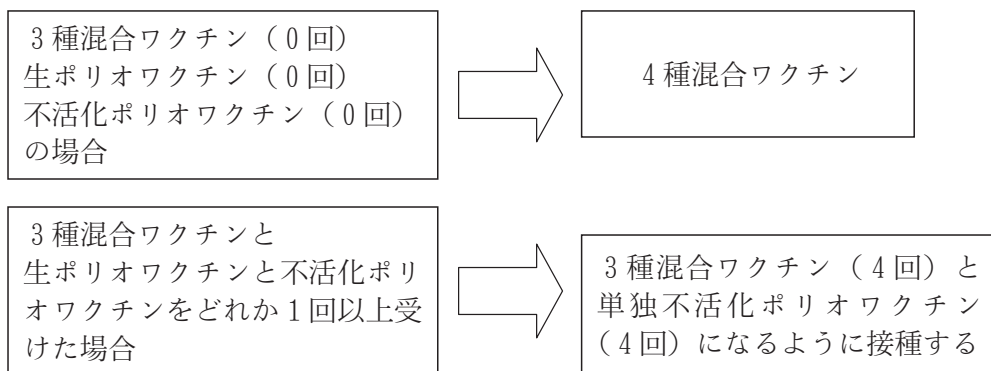 3種混合ワクチン（0回）
生ポリオワクチン（0回）
不活化ポリオワクチン（0回）
の場合
4種混合ワクチン
3種混合ワクチンと
生ポリオワクチンと不活化ポリ
オワクチンをどれか1回以上受
けた場合
3種混合ワクチン（4回）と
単独不活化ポリオワクチン
（4回）になるように接種する